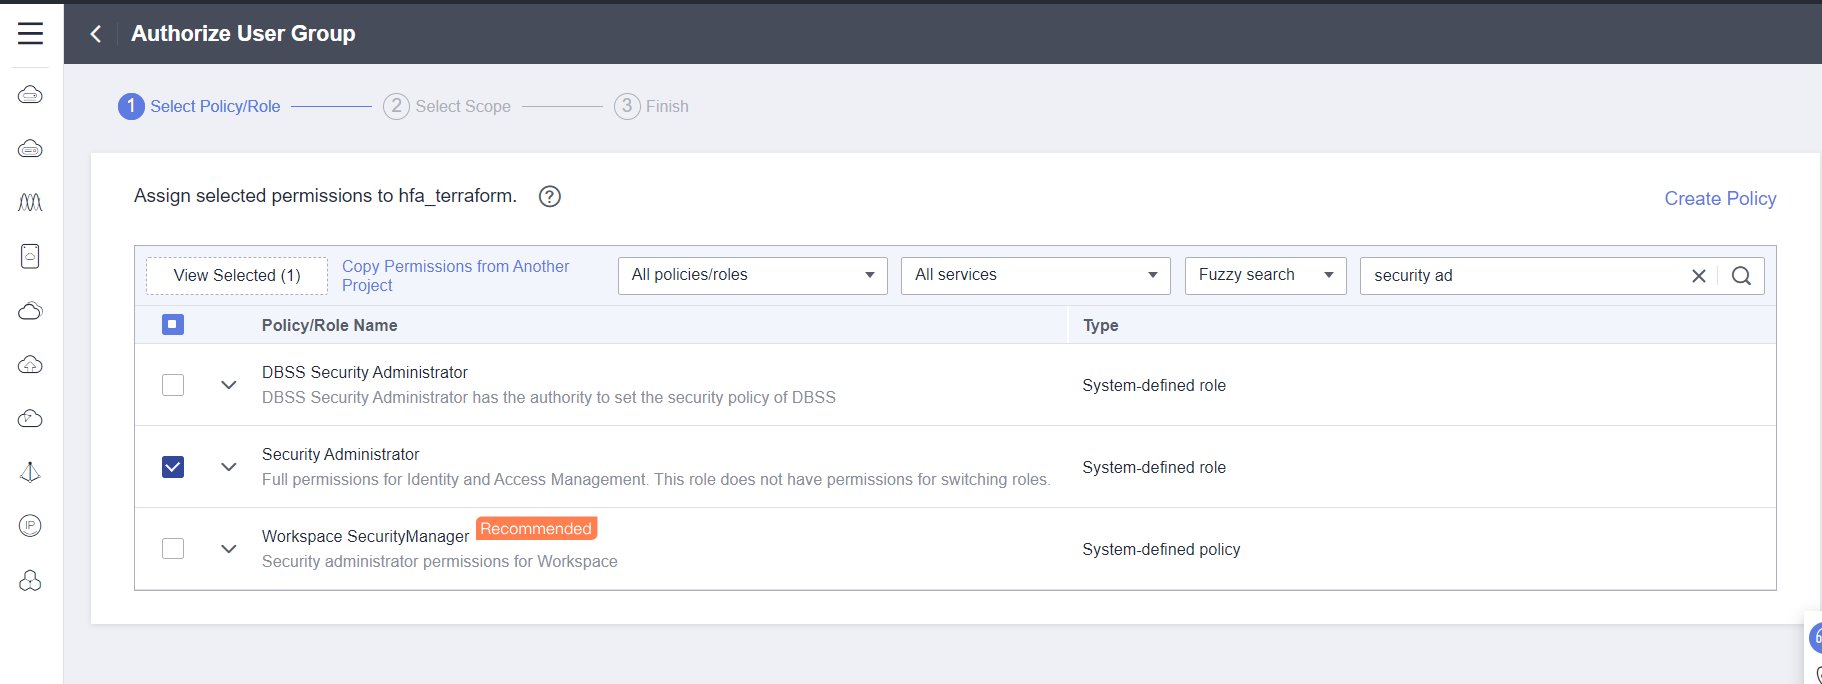 Authorize User Group
1 Select Policy/Role
2 Select Scope
3 Finish
Assign selected permissions to hfa_terraform. ?
Create Policy
View Selected (1)
Copy Permissions from Another
Project
All policies/roles
All services
Fuzzy search
security ad
Policy/Role Name
Type
DBSS Security Administrator
DBSS Security Administrator has the authority to set the security policy of DBSS
System-defined role
Security Administrator
Full permissions for Identity and Access Management. This role does not have permissions for switching roles.
System-defined role
Workspace SecurityManager Recommended
Security administrator permissions for Workspace
System-defined policy
IP